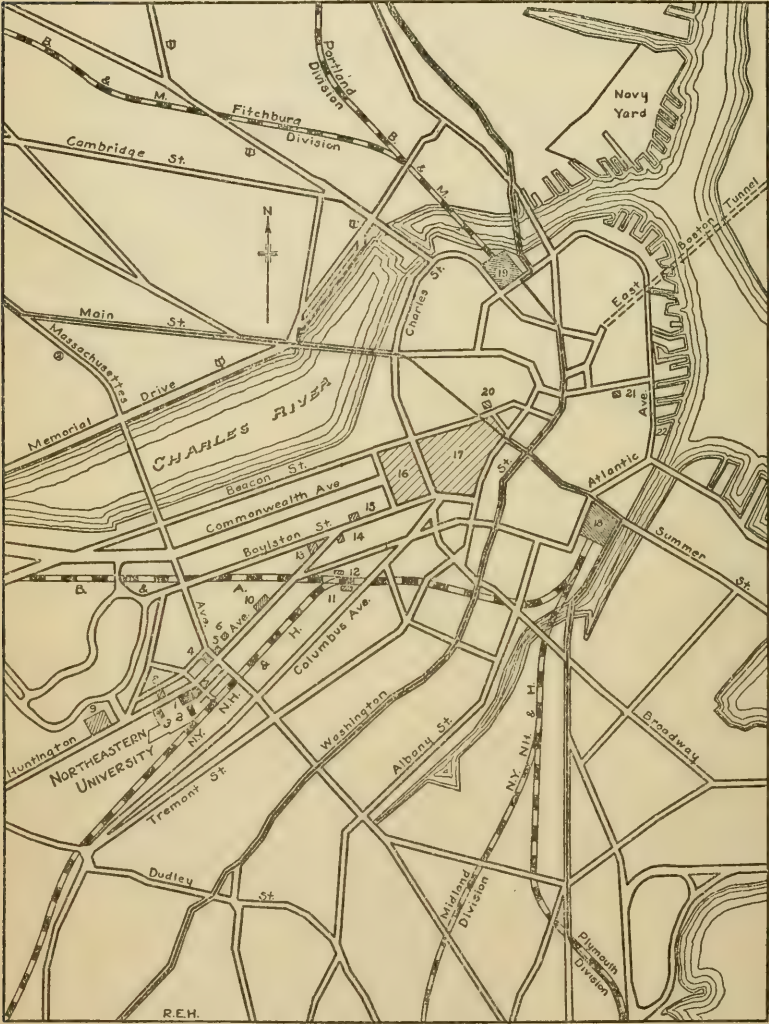 B. & M.
Fitchburg
Division
Portland
Division
B & M.
Navy
Yard
Cambridge St.
N
East Boston Tunnel
19
Charles St.
Main St.
Massachusetts
Ave.
Memorial Drive
CHARLES RIVER
20
21
Ave.
22
Atlantic
Beacon St.
16
17
St.
Commonwealth Ave
Boylston St.
15
14
13
18
Summer St.
B. & A.
12
11
10
Ave.
6
5
4
Columbus Ave.
N.Y. N.H. & H.
1
2
3
9
Huntington
NORTHEASTERN
UNIVERSITY
Washington
Albany St.
Broadway
N.Y. N.H. & H
Tremont St.
Dudley St.
Midland
Division
Plymouth
Division
R.E.H.